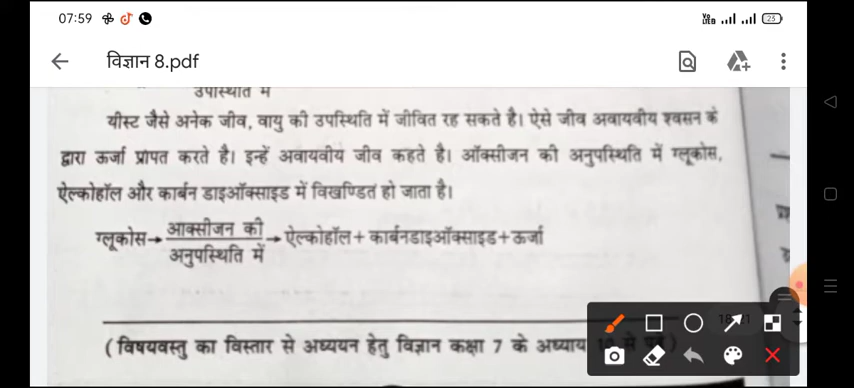 07:59
23
विज्ञान 8.pdf
उपस्थिति में
यीस्ट जैसे अनेक जीव, वायु की उपस्थिति में जीवित रह सकते है। ऐसे जीव अवायवीय श्वसन के
द्वारा ऊर्जा प्राप्त करते है। इन्हें अवायवीय जीव कहते है। ऑक्सीजन की अनुपस्थिति में ग्लूकोस,
ऐल्कोहॉल और कार्बन डाइऑक्साइड में विखण्डित हो जाता है।
ग्लूकोस→ आक्सीजन की
अनुपस्थिति में → ऐल्कोहॉल+कार्बनडाइऑक्साइड+ऊर्जा
(विषयवस्तु का विस्तार से अध्ययन हेतु विज्ञान कक्षा 7 के अध्याय